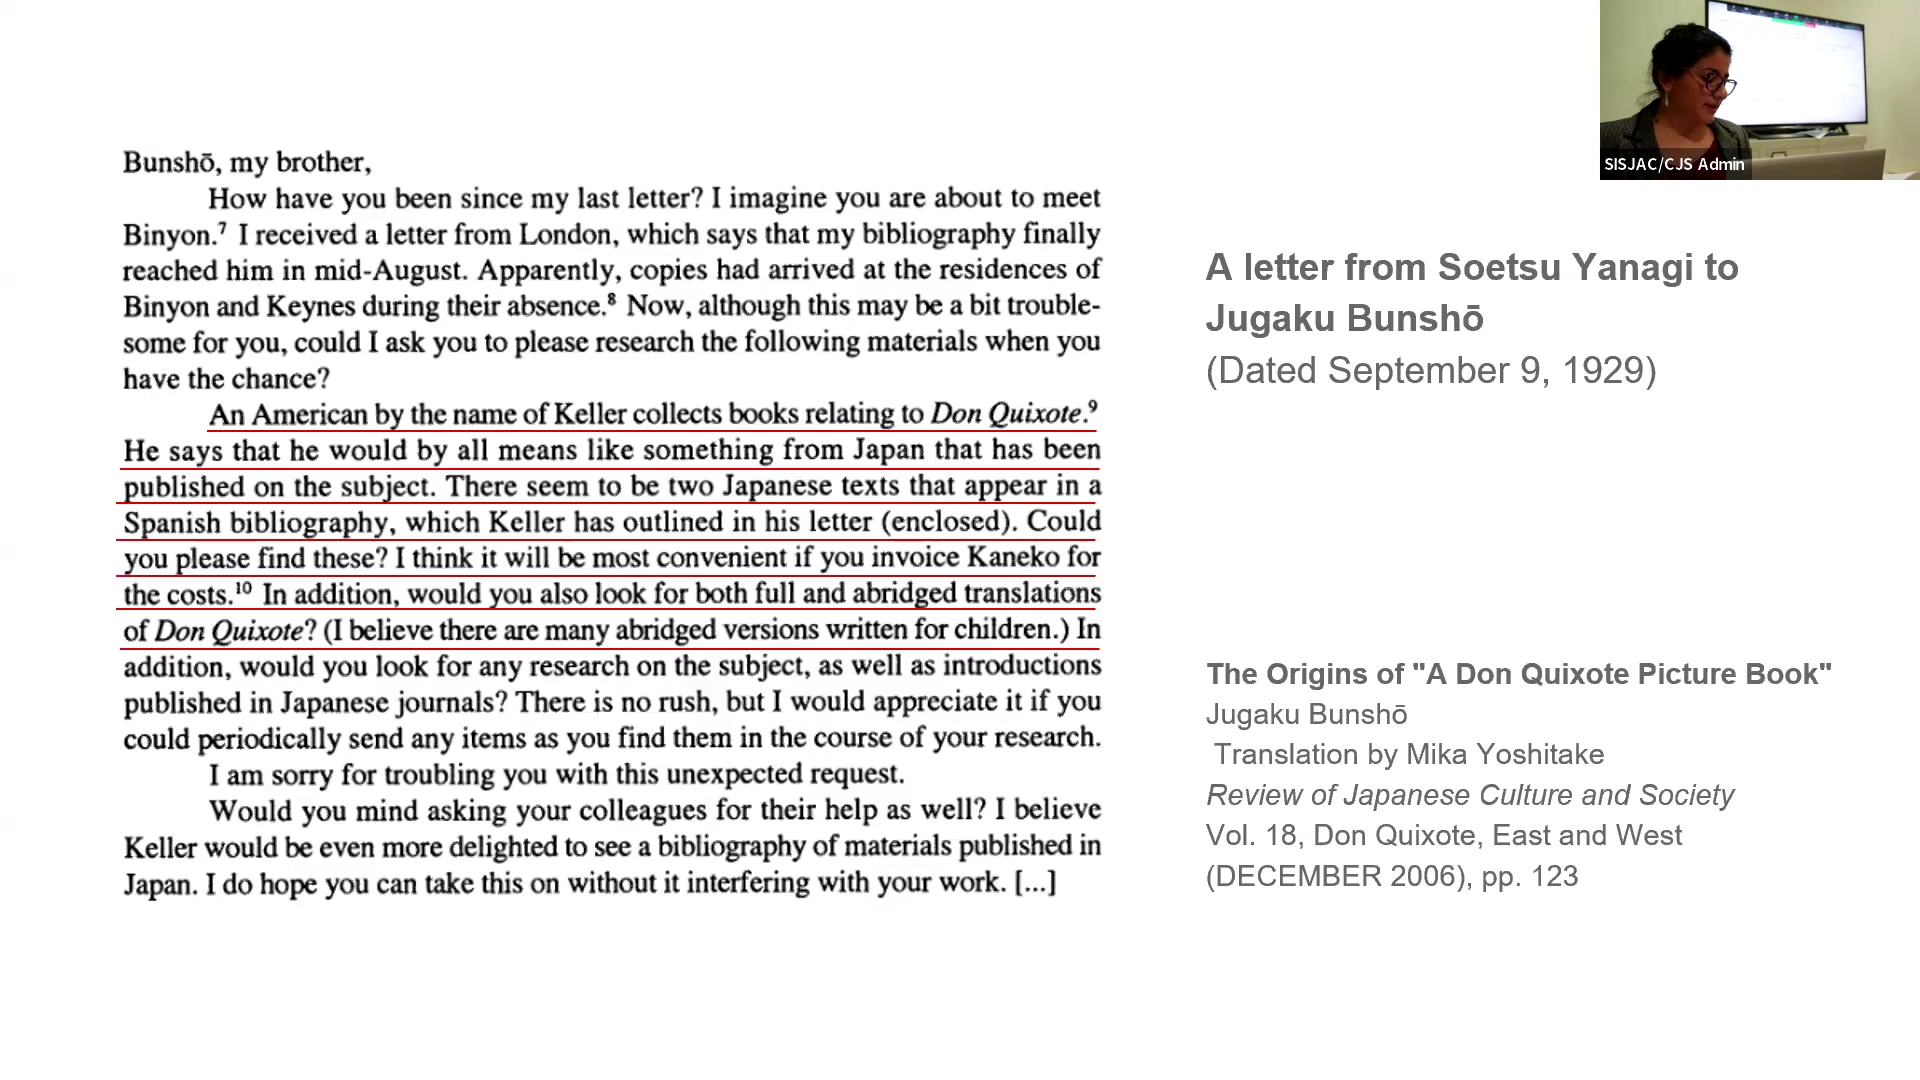 Bunshō, my brother,
How have you been since my last letter? I imagine you are about to meet
Binyon.⁷ I received a letter from London, which says that my bibliography finally
reached him in mid-August. Apparently, copies had arrived at the residences of
Binyon and Keynes during their absence.⁸ Now, although this may be a bit trouble-
some for you, could I ask you to please research the following materials when you
have the chance?
An American by the name of Keller collects books relating to Don Quixote.⁹
He says that he would by all means like something from Japan that has been
published on the subject. There seem to be two Japanese texts that appear in a
Spanish bibliography, which Keller has outlined in his letter (enclosed). Could
you please find these? I think it will be most convenient if you invoice Kaneko for
the costs.¹⁰ In addition, would you also look for both full and abridged translations
of Don Quixote? (I believe there are many abridged versions written for children.) In
addition, would you look for any research on the subject, as well as introductions
published in Japanese journals? There is no rush, but I would appreciate it if you
could periodically send any items as you find them in the course of your research.
I am sorry for troubling you with this unexpected request.
Would you mind asking your colleagues for their help as well? I believe
Keller would be even more delighted to see a bibliography of materials published in
Japan. I do hope you can take this on without it interfering with your work. [...]
SISJAC/CJS Admin
A letter from Soetsu Yanagi to
Jugaku Bunshō
(Dated September 9, 1929)
The Origins of "A Don Quixote Picture Book"
Jugaku Bunshō
Translation by Mika Yoshitake
Review of Japanese Culture and Society
Vol. 18, Don Quixote, East and West
(DECEMBER 2006), pp. 123